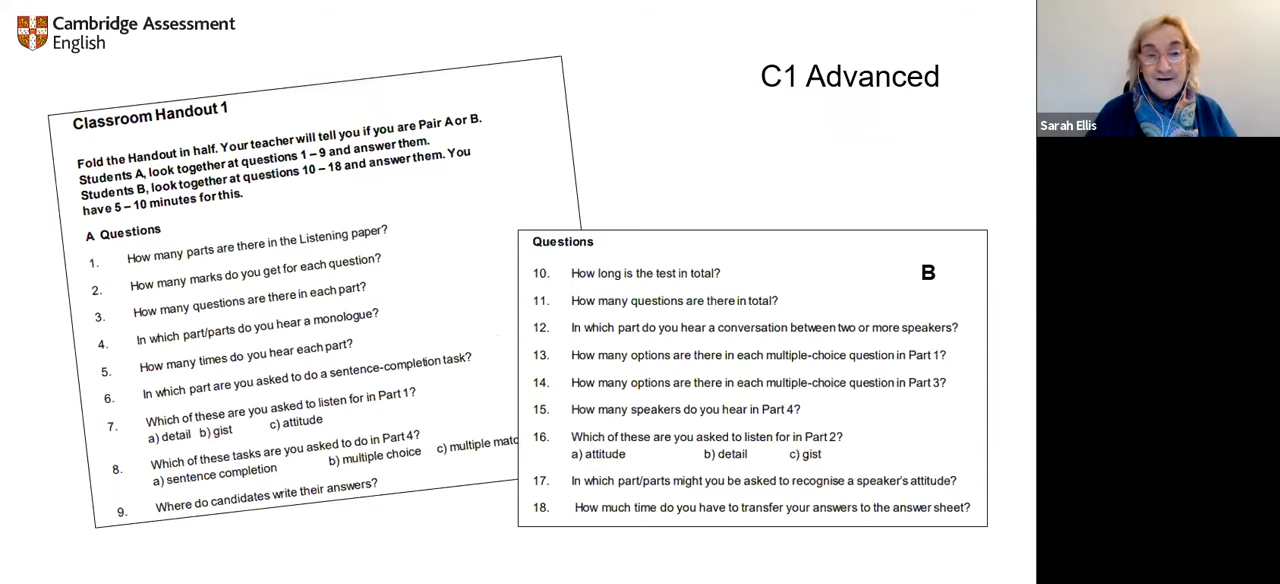 Cambridge Assessment
English
C1 Advanced
Sarah Ellis
Classroom Handout 1
Fold the Handout in half. Your teacher will tell you if you are Pair A or B.
Students A, look together at questions 1 – 9 and answer them.
Students B, look together at questions 10 – 18 and answer them. You
have 5 – 10 minutes for this.
A Questions
1. How many parts are there in the Listening paper?
2. How many marks do you get for each question?
3. How many questions are there in each part?
4. In which part/parts do you hear a monologue?
5. How many times do you hear each part?
6. In which part are you asked to do a sentence-completion task?
7. Which of these are you asked to listen for in Part 1?
a) detail b) gist c) attitude
8. Which of these tasks are you asked to do in Part 4?
a) sentence completion b) multiple choice c) multiple matc
9. Where do candidates write their answers?
Questions
B
10. How long is the test in total?
11. How many questions are there in total?
12. In which part do you hear a conversation between two or more speakers?
13. How many options are there in each multiple-choice question in Part 1?
14. How many options are there in each multiple-choice question in Part 3?
15. How many speakers do you hear in Part 4?
16. Which of these are you asked to listen for in Part 2?
a) attitude b) detail c) gist
17. In which part/parts might you be asked to recognise a speaker's attitude?
18. How much time do you have to transfer your answers to the answer sheet?